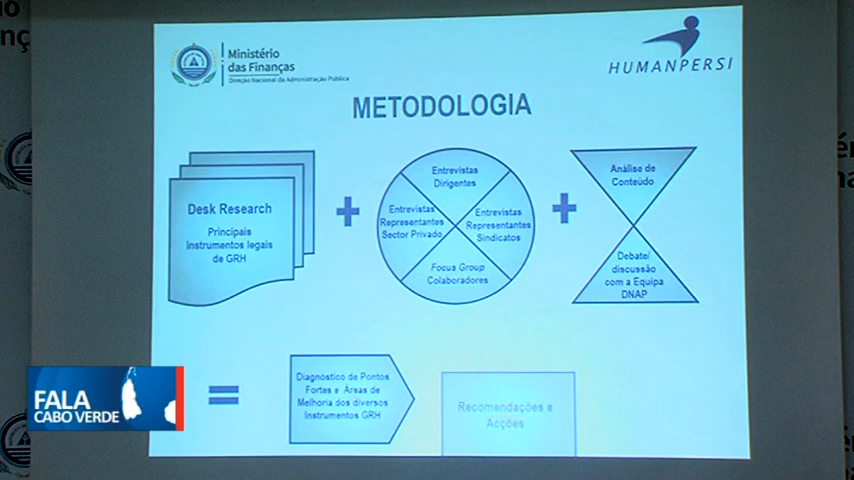 Ministério
das Finanças
Direção Nacional da Administração Pública
HUMANPERSI
METODOLOGIA
Desk Research
Principais
instrumentos legais
de GRH
+
Entrevistas
Dirigentes
Entrevistas
Representantes
Sector Privado
Entrevistas
Representantes
Sindicatos
Focus Group
Colaboradores
+
Análise de
Conteúdo
Debate/
discussão
com a Equipa
DNAP
=
Diagnóstico de Pontos
Fortes e Áreas de
Melhoria dos diversos
Instrumentos GRH
Recomendações e
Acções
FALA
CABO VERDE